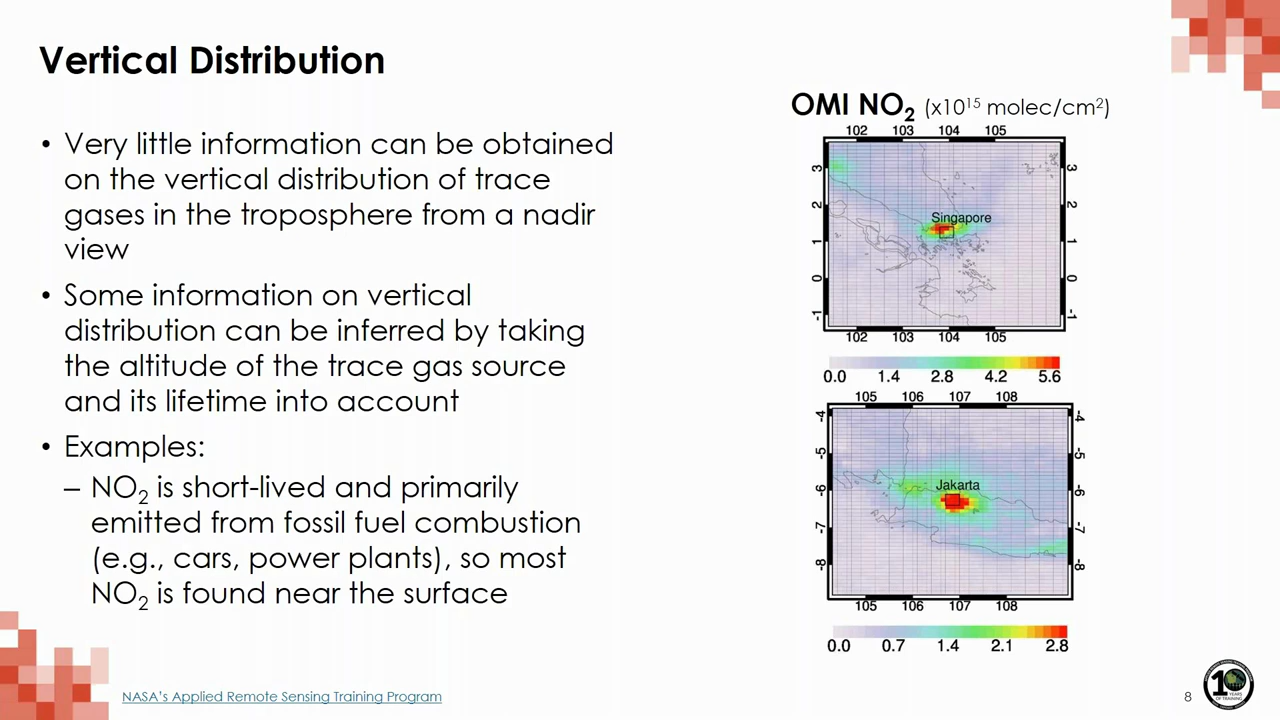 Vertical Distribution
• Very little information can be obtained
on the vertical distribution of trace
gases in the troposphere from a nadir
view
• Some information on vertical
distribution can be inferred by taking
the altitude of the trace gas source
and its lifetime into account
• Examples:
– NO₂ is short-lived and primarily
emitted from fossil fuel combustion
(e.g., cars, power plants), so most
NO₂ is found near the surface
OMI NO₂ (x10¹⁵ molec/cm²)
102 103 104 105
3 3
2 2
Singapore
1 1
0 0
-1 -1
102 103 104 105
0.0 1.4 2.8 4.2 5.6
105 106 107 108
-4 -4
-5 -5
Jakarta
-6 -6
-7 -7
-8 -8
105 106 107 108
0.0 0.7 1.4 2.1 2.8
NASA's Applied Remote Sensing Training Program
8
10
YEARS
OF TRAINING